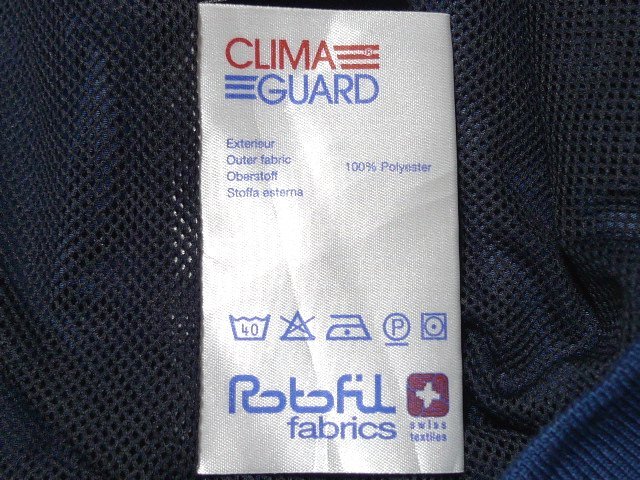 CLIMA®
GUARD
Exterieur
Outer fabric 100% Polyester
Oberstoff
Stoffa esterna
40 P
Rotofil
fabrics
swiss
textiles